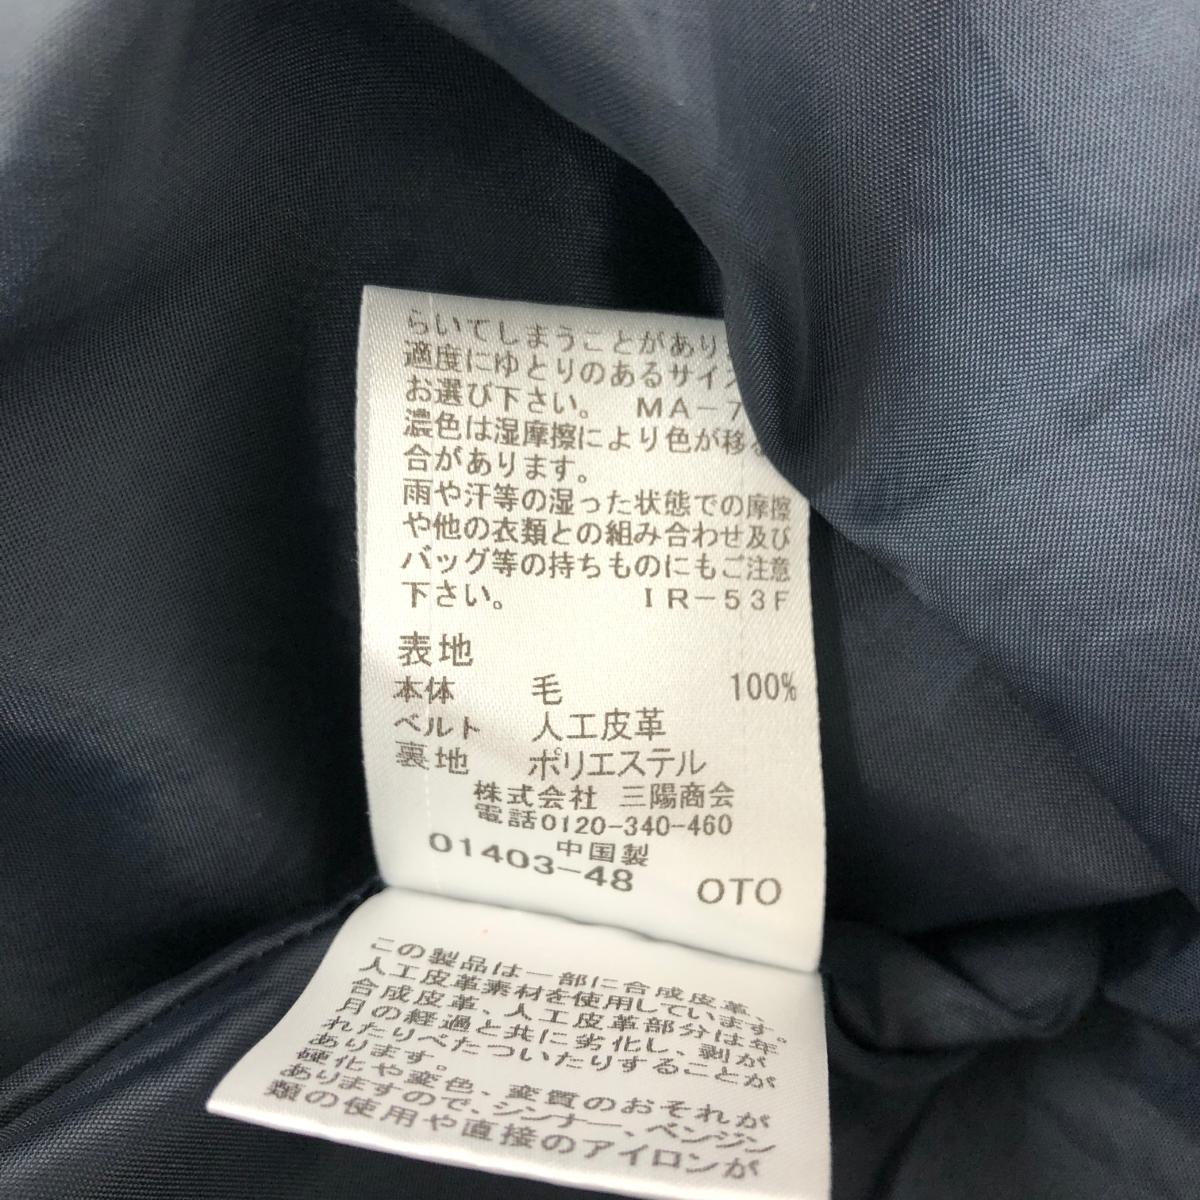 らいてしまうことがあり
適度にゆとりのあるサイ
お選び下さい。 MA-7
濃色は湿摩擦により色が移る
合があります。
雨や汗等の湿った状態での摩擦
や他の衣類との組み合わせ及び
バッグ等の持ちものにもご注意
下さい。 IR-53F
表地
本体 毛 100%
ベルト 人工皮革
裏地 ポリエステル
株式会社 三陽商会
電話0120-340-460
中国製
01403-48 OTO
この製品は一部に合成皮革、
人工皮革素材を使用しています。
合成皮革、人工皮革部分は年
月の経過と共に劣化し、剥が
れたりべたついたりすることが
あります。
硬化や変色、変質のおそれが
ありますので、シンナー、ベンジン
類の使用や直接のアイロンが